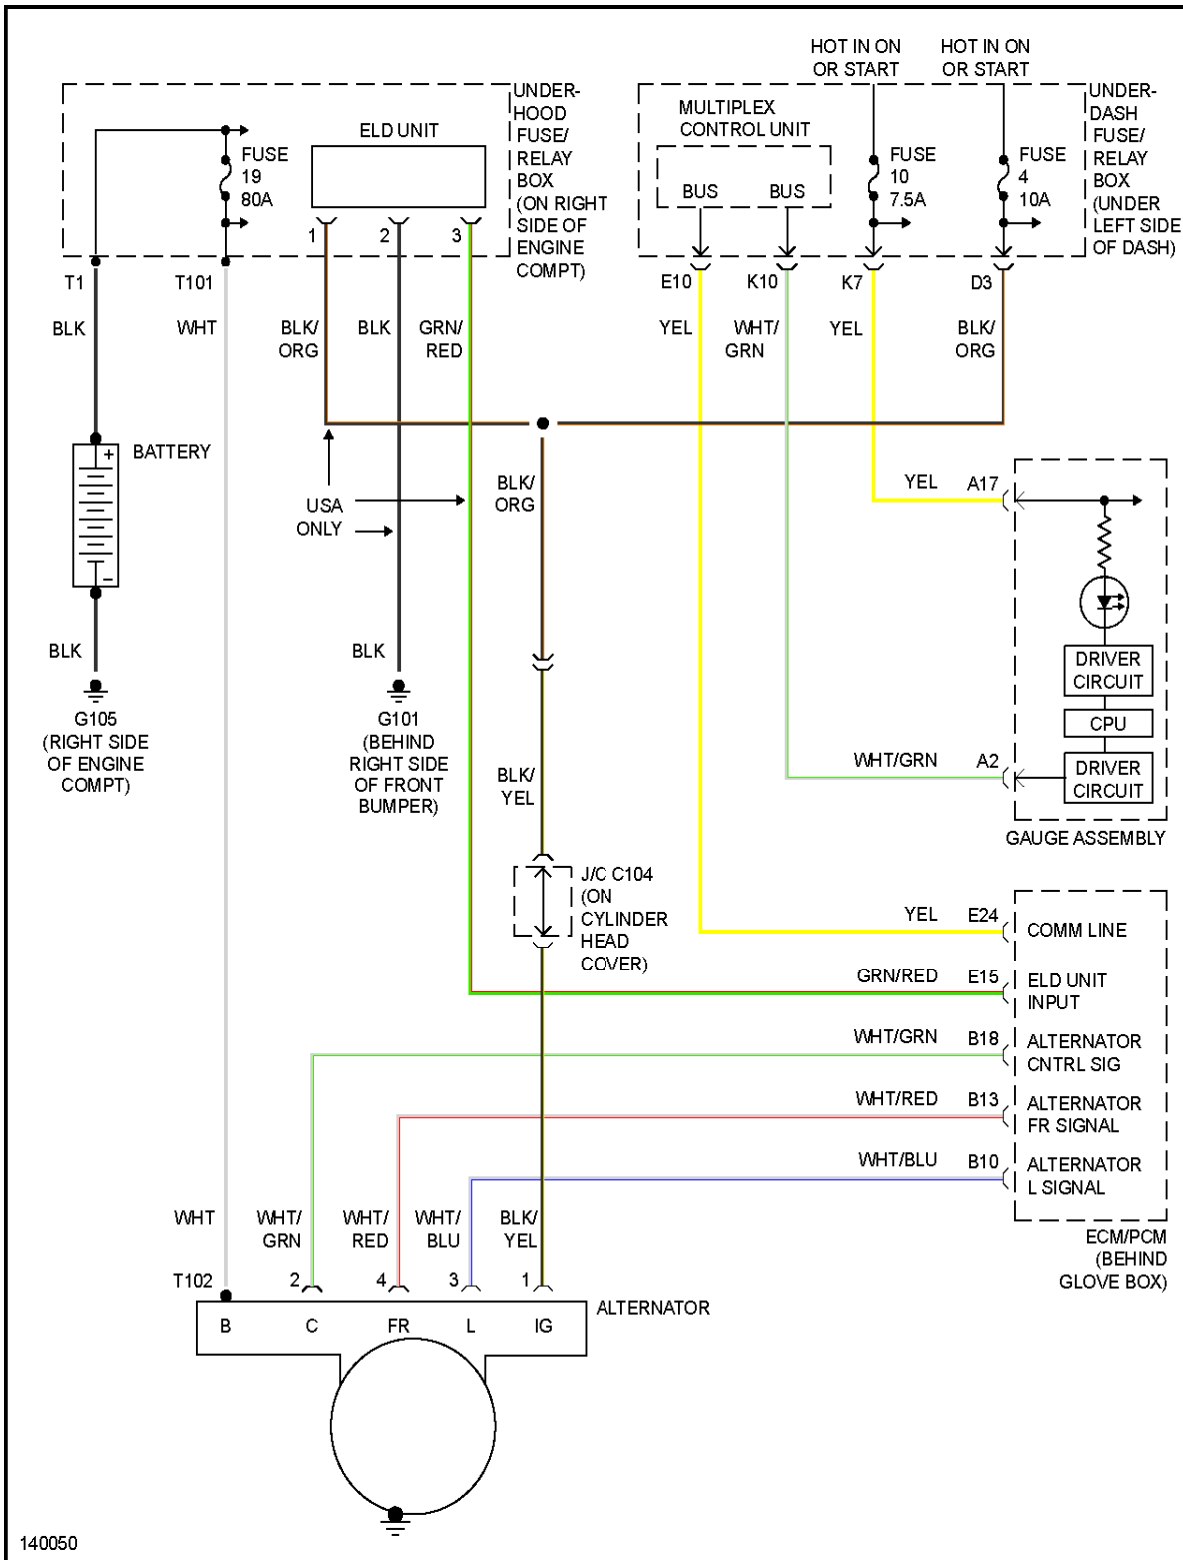 HOT IN ON
OR START
HOT IN ON
OR START
UNDER-
HOOD
FUSE/
RELAY
BOX
(ON RIGHT
SIDE OF
ENGINE
COMPT)
ELD UNIT
FUSE
19
80A
1
2
3
MULTIPLEX
CONTROL UNIT
BUS
BUS
FUSE
10
7.5A
FUSE
4
10A
UNDER-
DASH
FUSE/
RELAY
BOX
(UNDER
LEFT SIDE
OF DASH)
T1
T101
E10
K10
K7
D3
BLK
WHT
BLK/
ORG
BLK
GRN/
RED
YEL
WHT/
GRN
YEL
BLK/
ORG
BATTERY
+
-
USA
ONLY
BLK/
ORG
YEL
A17
BLK
G105
(RIGHT SIDE
OF ENGINE
COMPT)
BLK
G101
(BEHIND
RIGHT SIDE
OF FRONT
BUMPER)
DRIVER
CIRCUIT
CPU
DRIVER
CIRCUIT
WHT/GRN
A2
GAUGE ASSEMBLY
BLK/
YEL
J/C C104
(ON
CYLINDER
HEAD
COVER)
YEL
E24
COMM LINE
GRN/RED
E15
ELD UNIT
INPUT
WHT/GRN
B18
ALTERNATOR
CNTRL SIG
WHT/RED
B13
ALTERNATOR
FR SIGNAL
WHT/BLU
B10
ALTERNATOR
L SIGNAL
ECM/PCM
(BEHIND
GLOVE BOX)
WHT
WHT/
GRN
WHT/
RED
WHT/
BLU
BLK/
YEL
T102
2
4
3
1
ALTERNATOR
B
C
FR
L
IG
140050